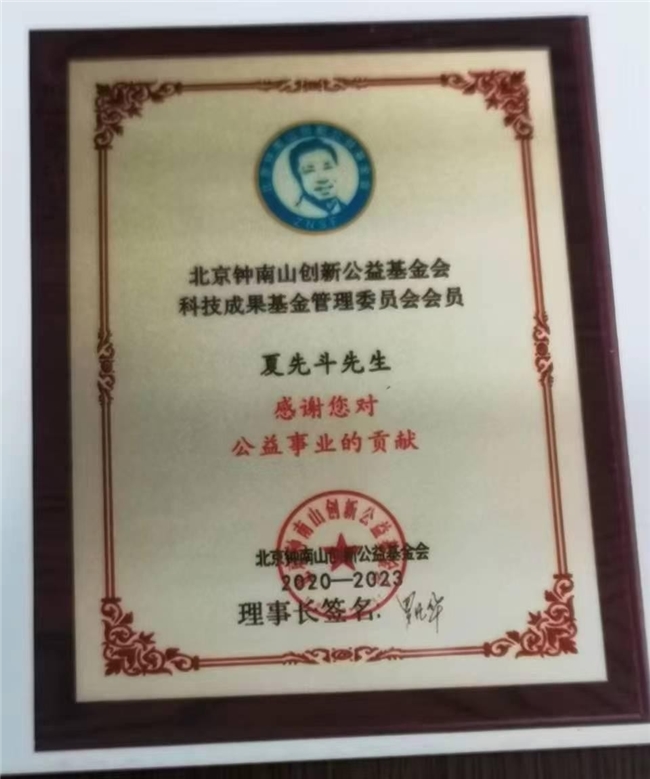 ZNSF
北京钟南山创新公益基金会
科技成果基金管理委员会会员
夏先斗先生
感谢您对
公益事业的贡献
北京钟南山创新公益基金会
2020—2023
理事长签名: